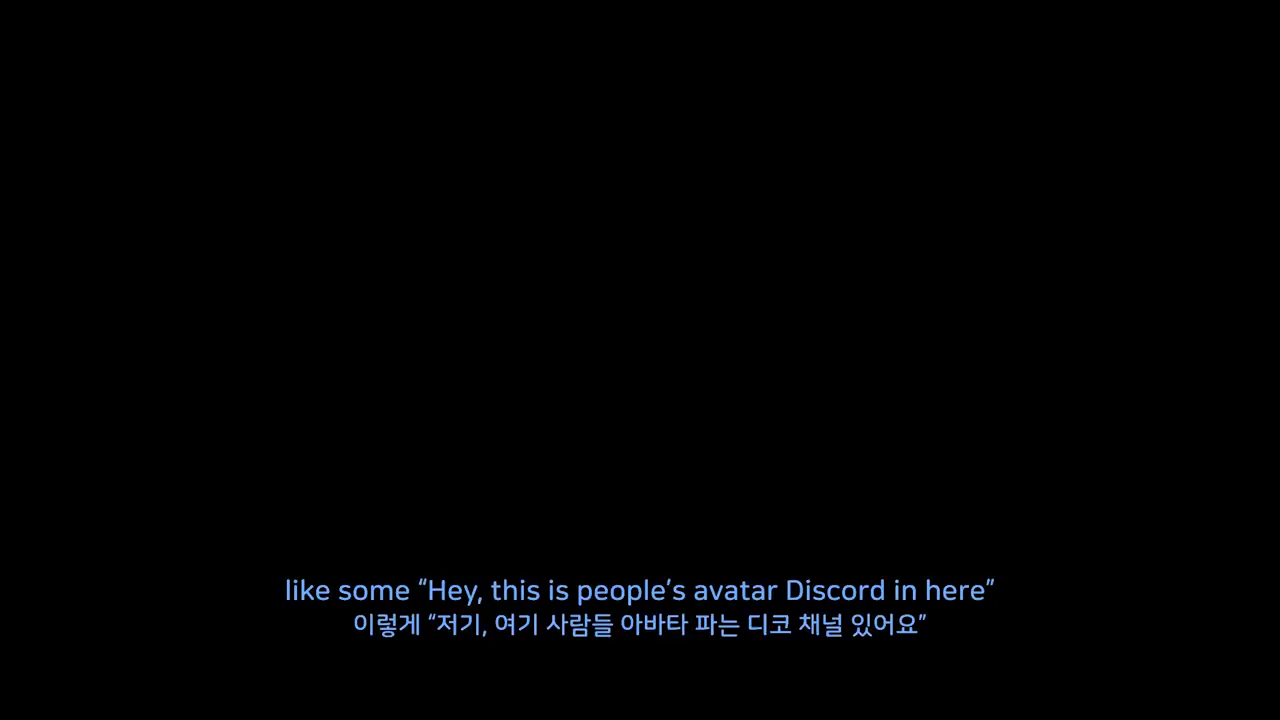 like some “Hey, this is people’s avatar Discord in here”
이렇게 “저기, 여기 사람들 아바타 파는 디코 채널 있어요”